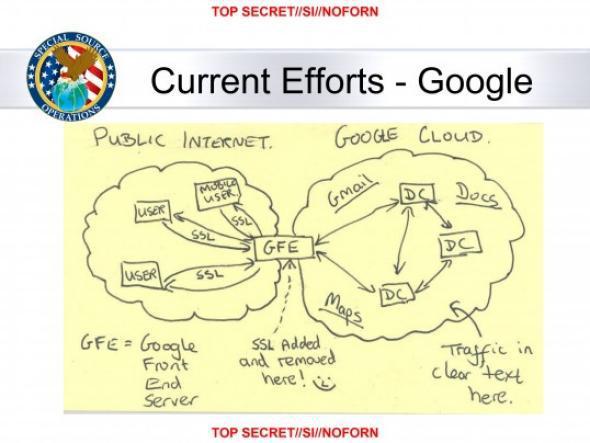 TOP SECRET//SI//NOFORN
SPECIAL SOURCE
OPERATIONS
Current Efforts - Google
PUBLIC INTERNET.
GOOGLE CLOUD.
MOBILE
USER
USER
SSL
SSL
USER
SSL
GFE
Gmail
DC
Docs
DC
DC
Maps
GFE = Google
Front
End
Server
SSL Added
and removed
here!
Traffic in
clear text
here.
TOP SECRET//SI//NOFORN